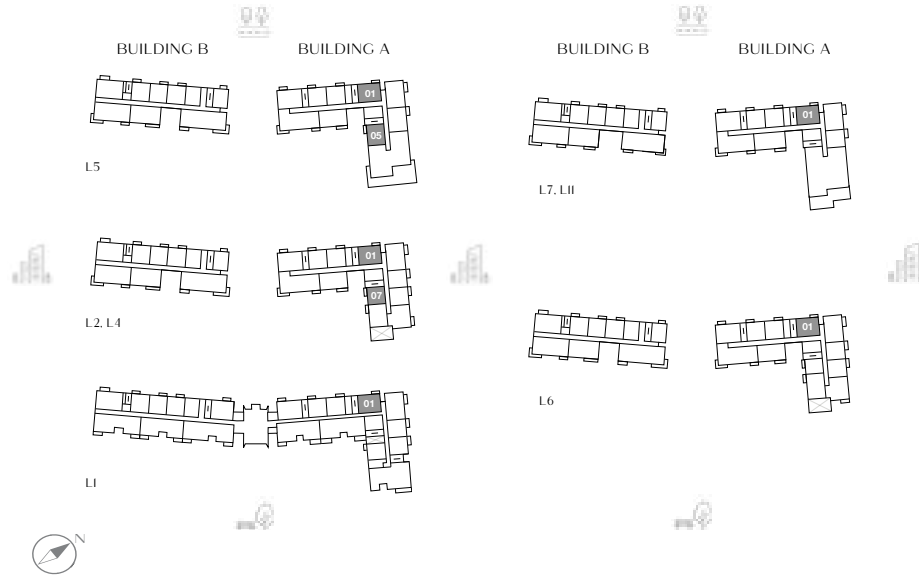 BUILDING B
BUILDING A
01
05
L5
01
07
L2, L4
01
L1
N
BUILDING B
BUILDING A
01
L7, L11
01
L6